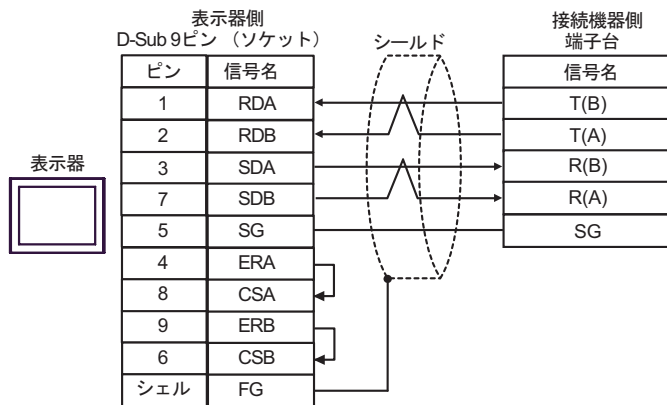 表示器側
D-Sub 9ピン （ソケット）
シールド
接続機器側
端子台
ピン 信号名
信号名
1 RDA
T(B)
2 RDB
T(A)
表示器
3 SDA
R(B)
7 SDB
R(A)
5 SG
SG
4 ERA
8 CSA
9 ERB
6 CSB
シェル FG